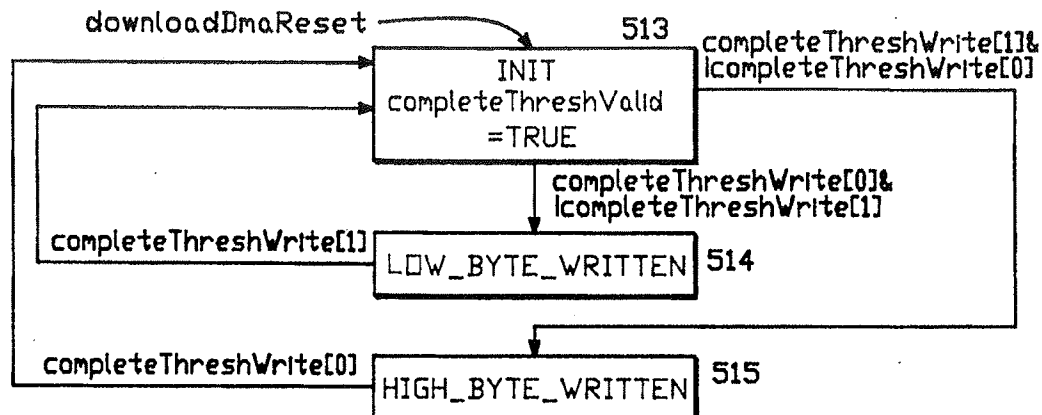 downloadDmaReset
513
completeThreshWrite[1]&
!completeThreshWrite[0]
INIT
completeThreshValid
=TRUE
completeThreshWrite[0]&
!completeThreshWrite[1]
completeThreshWrite[1]
LOW_BYTE_WRITTEN
514
completeThreshWrite[0]
HIGH_BYTE_WRITTEN
515